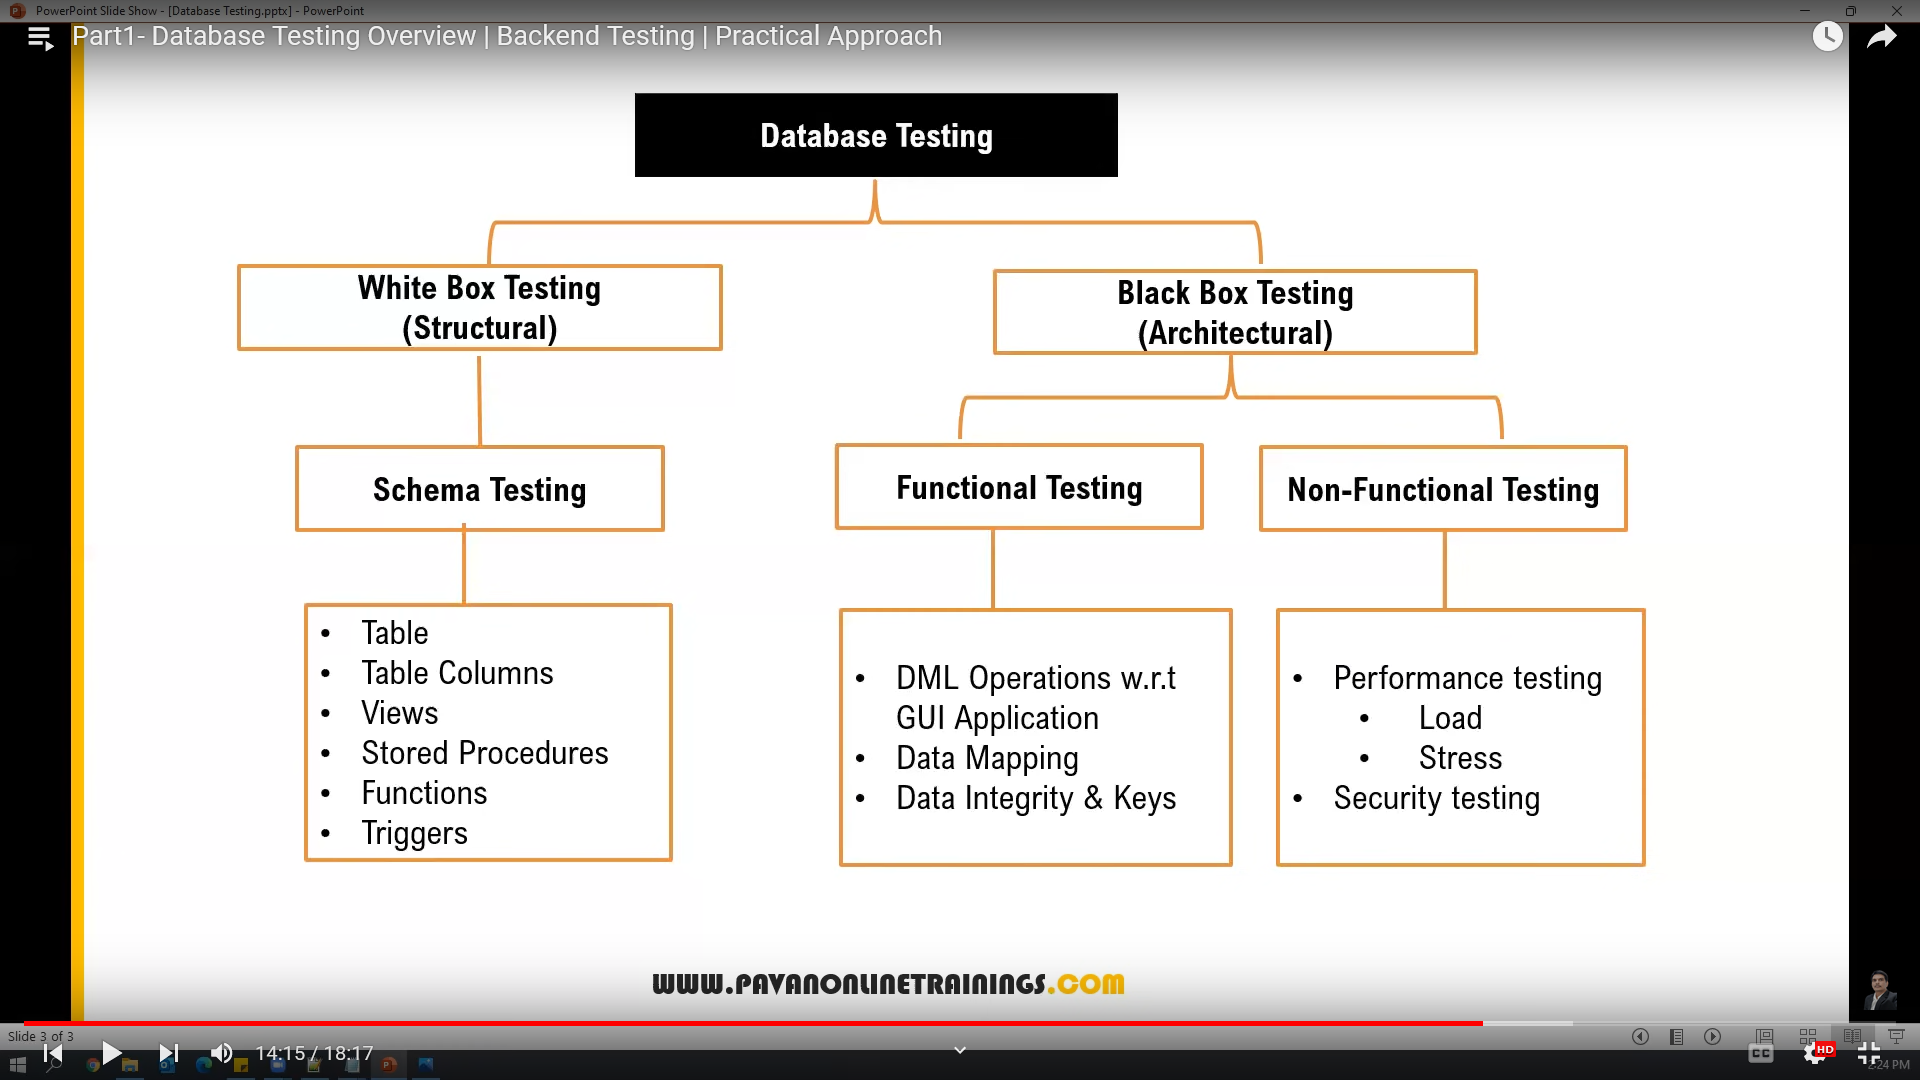 PowerPoint Slide Show - [Database Testing.pptx] - PowerPoint
Part1- Database Testing Overview | Backend Testing | Practical Approach
Database Testing
White Box Testing
(Structural)
Black Box Testing
(Architectural)
Schema Testing
Functional Testing
Non-Functional Testing
• Table
• Table Columns
• Views
• Stored Procedures
• Functions
• Triggers
• DML Operations w.r.t
GUI Application
• Data Mapping
• Data Integrity & Keys
• Performance testing
• Load
• Stress
• Security testing
WWW.PAVANONLINETRAININGS.COM
Slide 3 of 3
14:15 / 18:17
CC
HD
2:24 PM